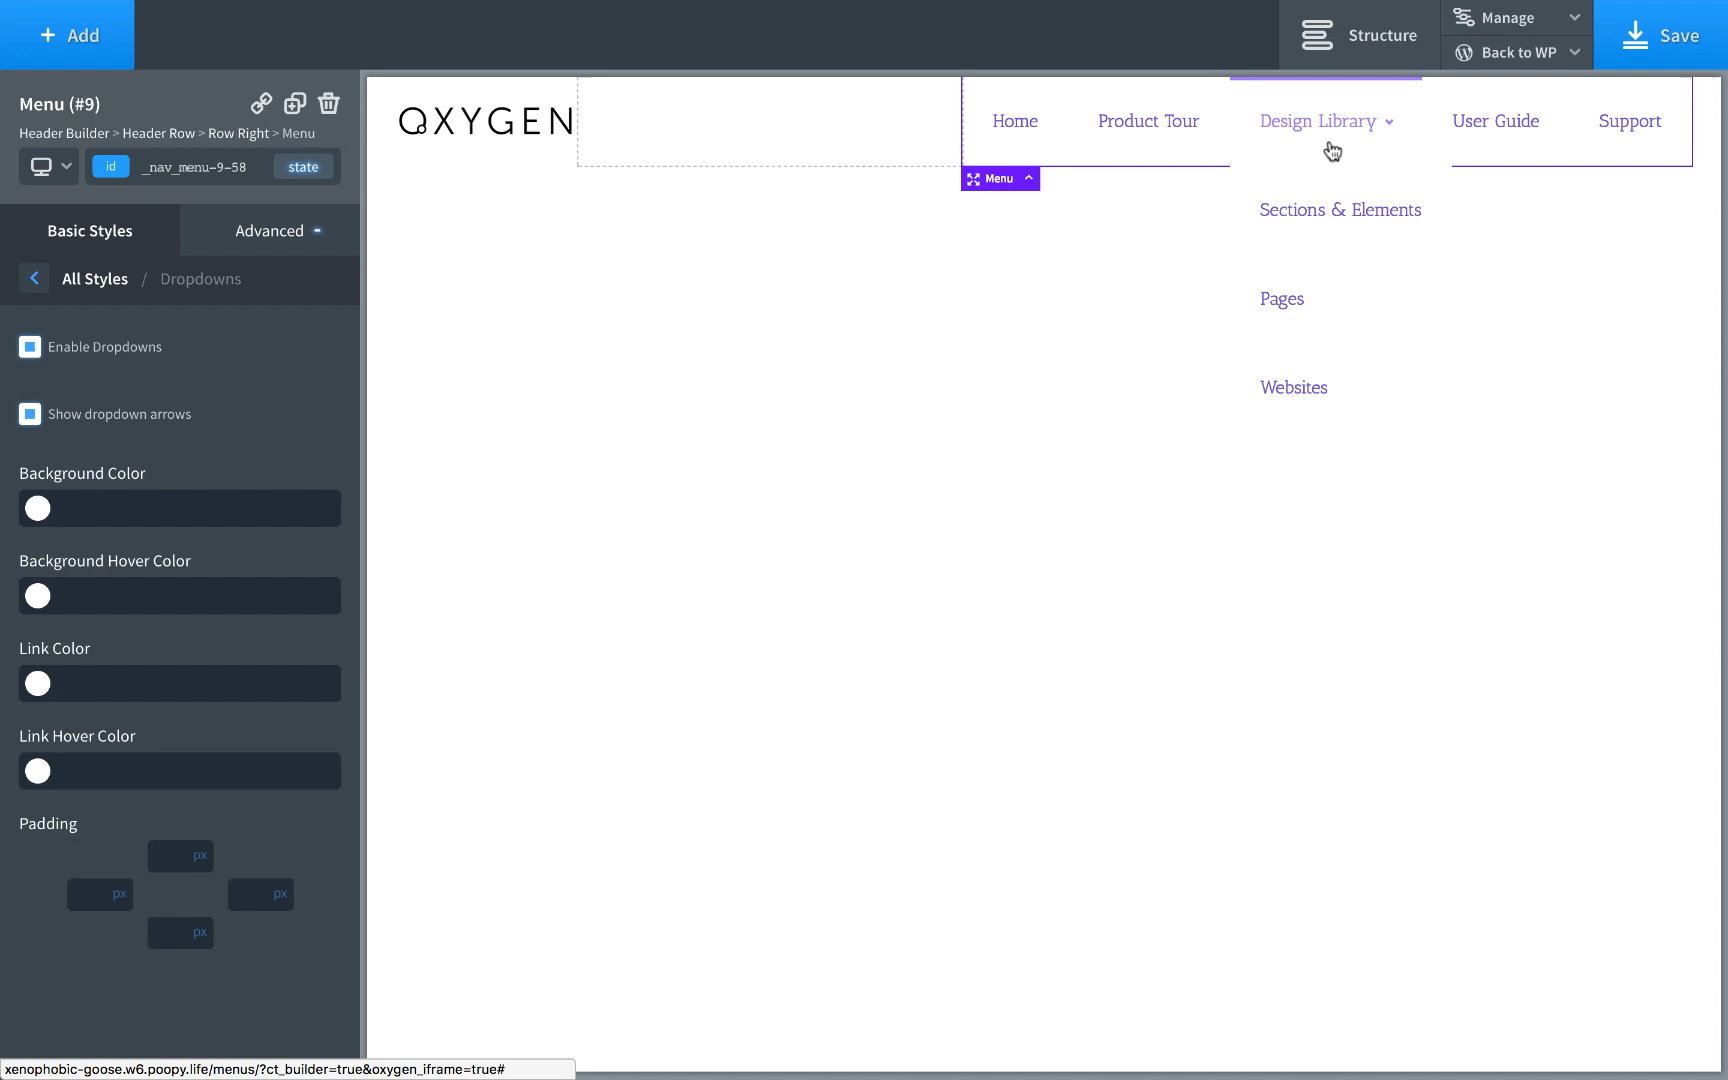 + Add
Structure
Manage
Back to WP
Save
Menu (#9)
Header Builder > Header Row > Row Right > Menu
id _nav_menu-9-58 state
Basic Styles Advanced
All Styles / Dropdowns
Enable Dropdowns
Show dropdown arrows
Background Color
Background Hover Color
Link Color
Link Hover Color
Padding
px
px px
px
OXYGEN
Home Product Tour Design Library User Guide Support
Menu
Sections & Elements
Pages
Websites
xenophobic-goose.w6.poopy.life/menus/?ct_builder=true&oxygen_iframe=true#